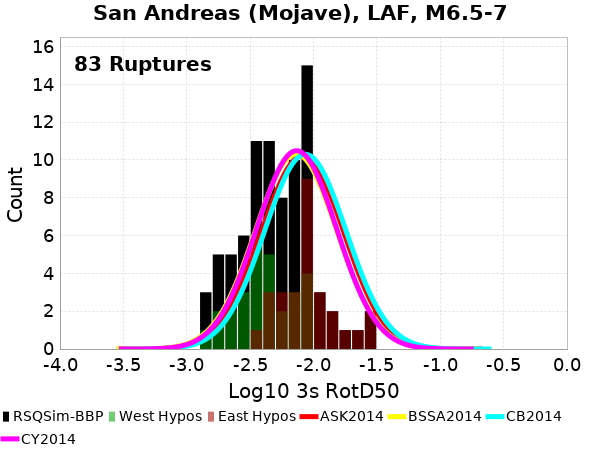 San Andreas (Mojave), LAF, M6.5-7
83 Ruptures
16
14
12
10
8
6
4
2
0
Count
-4.0 -3.5 -3.0 -2.5 -2.0 -1.5 -1.0 -0.5 0.0
Log10 3s RotD50
RSQSim-BBP West Hypos East Hypos ASK2014 BSSA2014 CB2014
CY2014